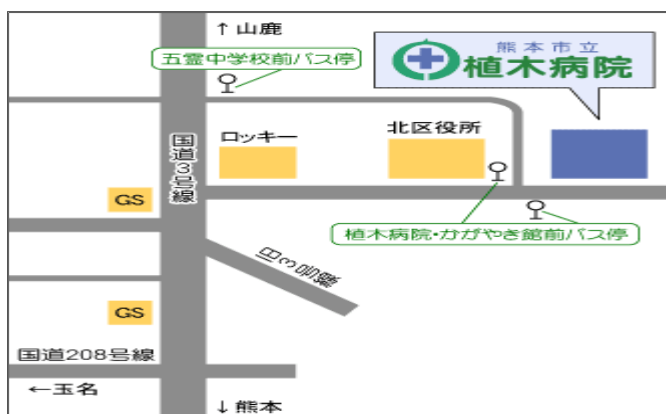 ↑山鹿
五霊中学校前バス停
熊本市立
植木病院
国道3号線
ロッキー
北区役所
GS
植木病院・かがやき館前バス停
旧3号線
GS
国道208号線
←玉名
↓熊本